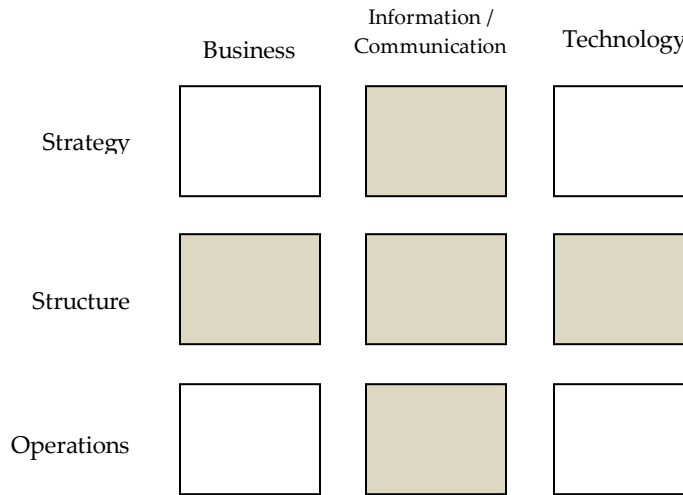 Business
Information /
Communication
Technology
Strategy
Structure
Operations